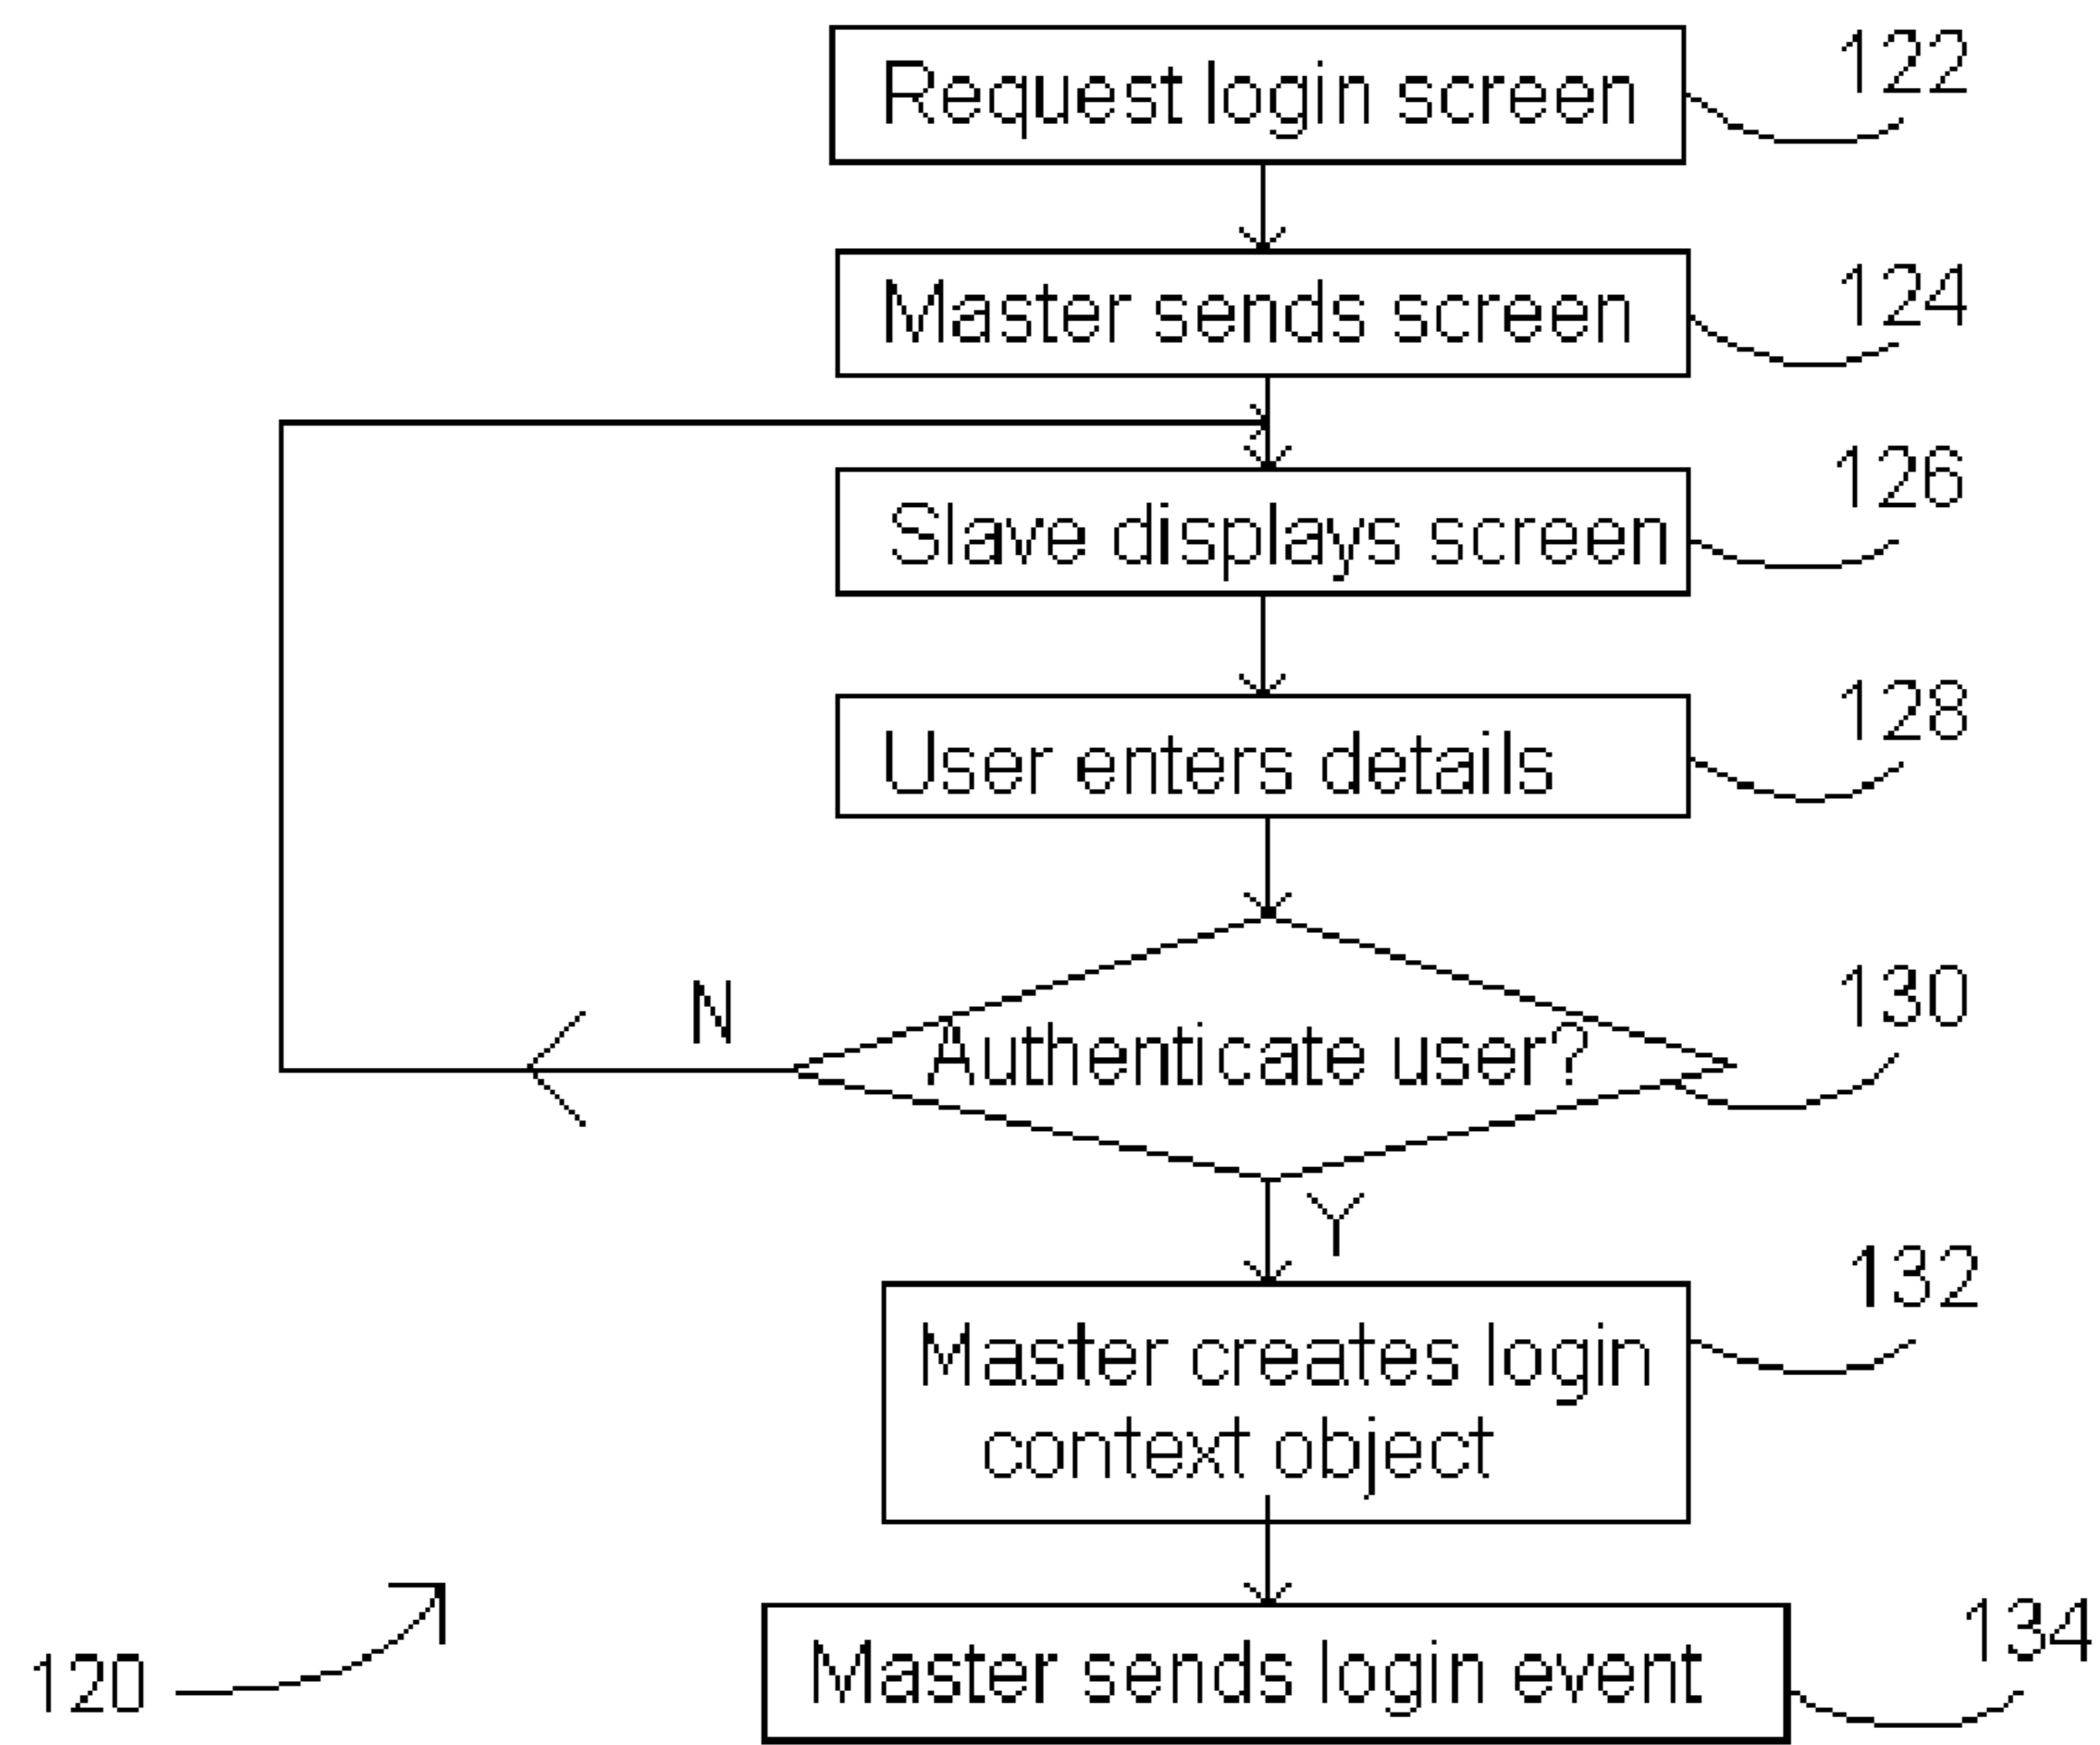 Request login screen
122
Master sends screen
124
Slave displays screen
126
User enters details
128
N
Authenticate user?
130
Y
Master creates login
context object
132
Master sends login event
134
120